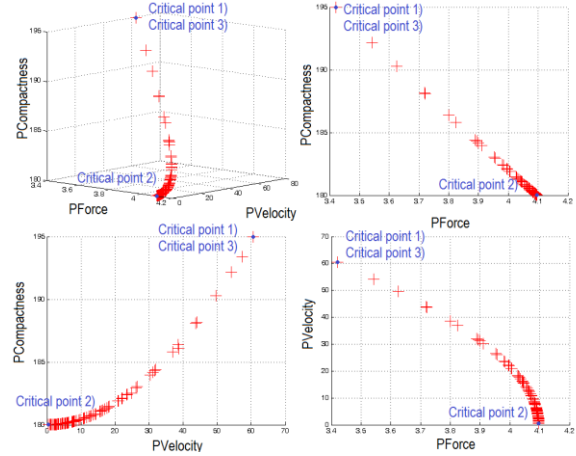 195
Critical point 1)
Critical point 3)
190
185
180
PCompactness
Critical point 2)
3.4
3.6
3.8
4
4.2
0
20
40
60
80
PForce
PVelocity
195
Critical point 1)
Critical point 3)
190
185
180
PCompactness
Critical point 2)
3.4 3.5 3.6 3.7 3.8 3.9 4 4.1 4.2
PForce
195
Critical point 1)
Critical point 3)
190
185
180
PCompactness
Critical point 2)
0 10 20 30 40 50 60 70
PVelocity
70
Critical point 1)
Critical point 3)
60
50
40
30
20
10
0
PVelocity
Critical point 2)
3.4 3.5 3.6 3.7 3.8 3.9 4 4.1 4.2
PForce